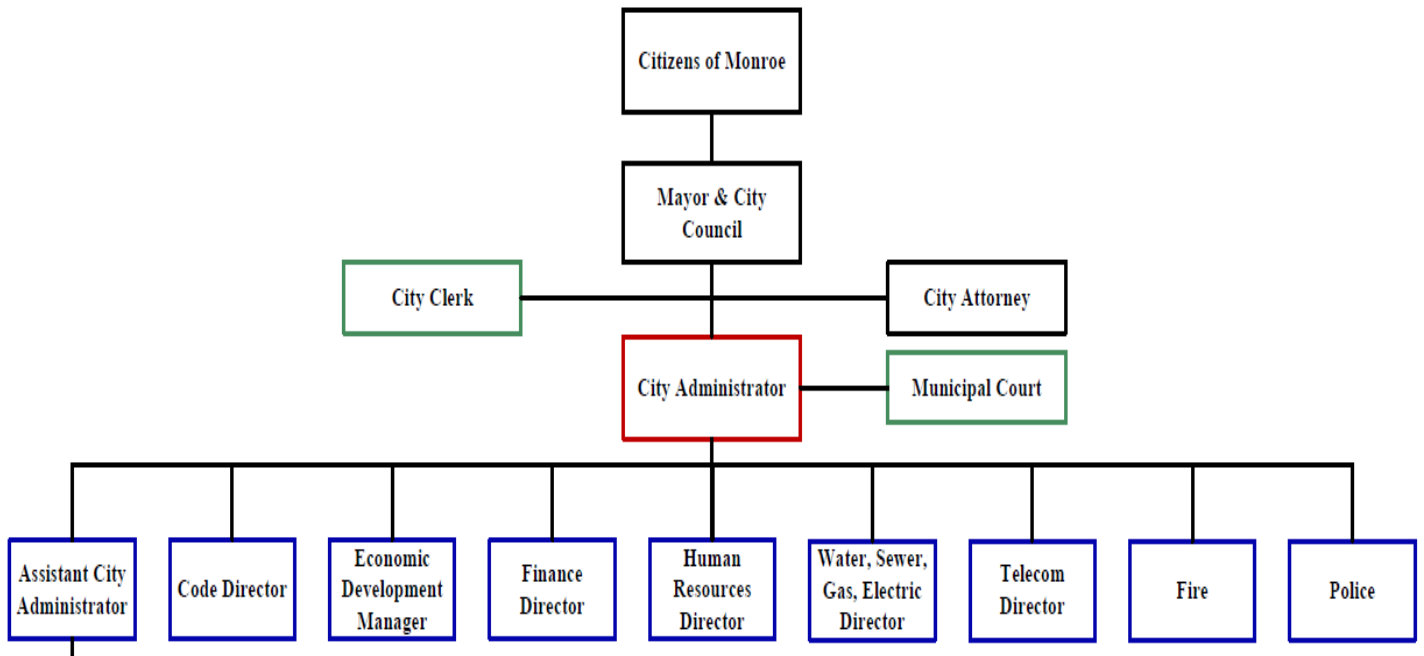 Citizens of Monroe
Mayor & City
Council
City Clerk
City Attorney
City Administrator
Municipal Court
Assistant City
Administrator
Code Director
Economic
Development
Manager
Finance
Director
Human
Resources
Director
Water, Sewer,
Gas, Electric
Director
Telecom
Director
Fire
Police